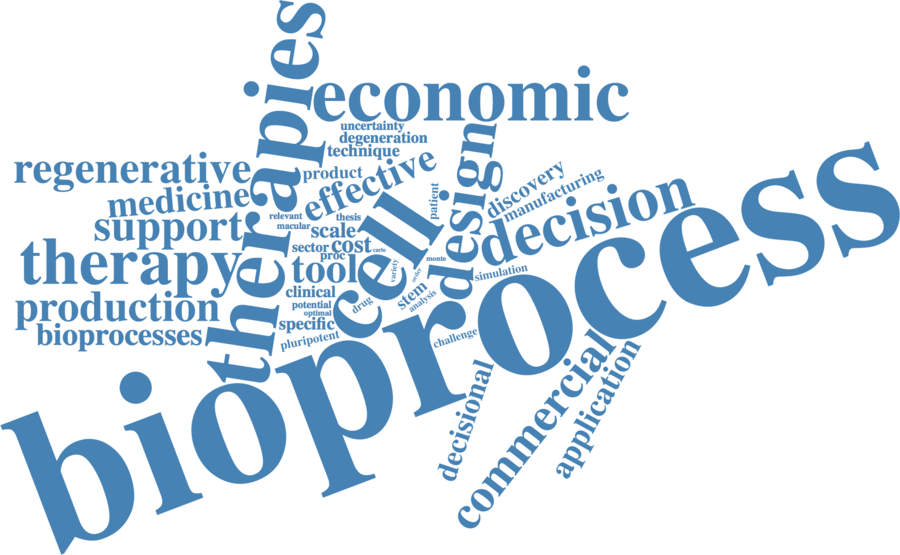 therapies
economic
uncertainty
degeneration
technique
regenerative
product
effective
design
discovery
manufacturing
medicine
patient
decision
relevant
thesis
macular
support
scale
cell
sector
cost
carlo
proc
therapy
tool
variety
order
monte
simulation
production
clinical
drug
stem
analysis
potential
optimal
bioprocesses
specific
pluripotent
challenge
bioprocess
decisional
commercial
application